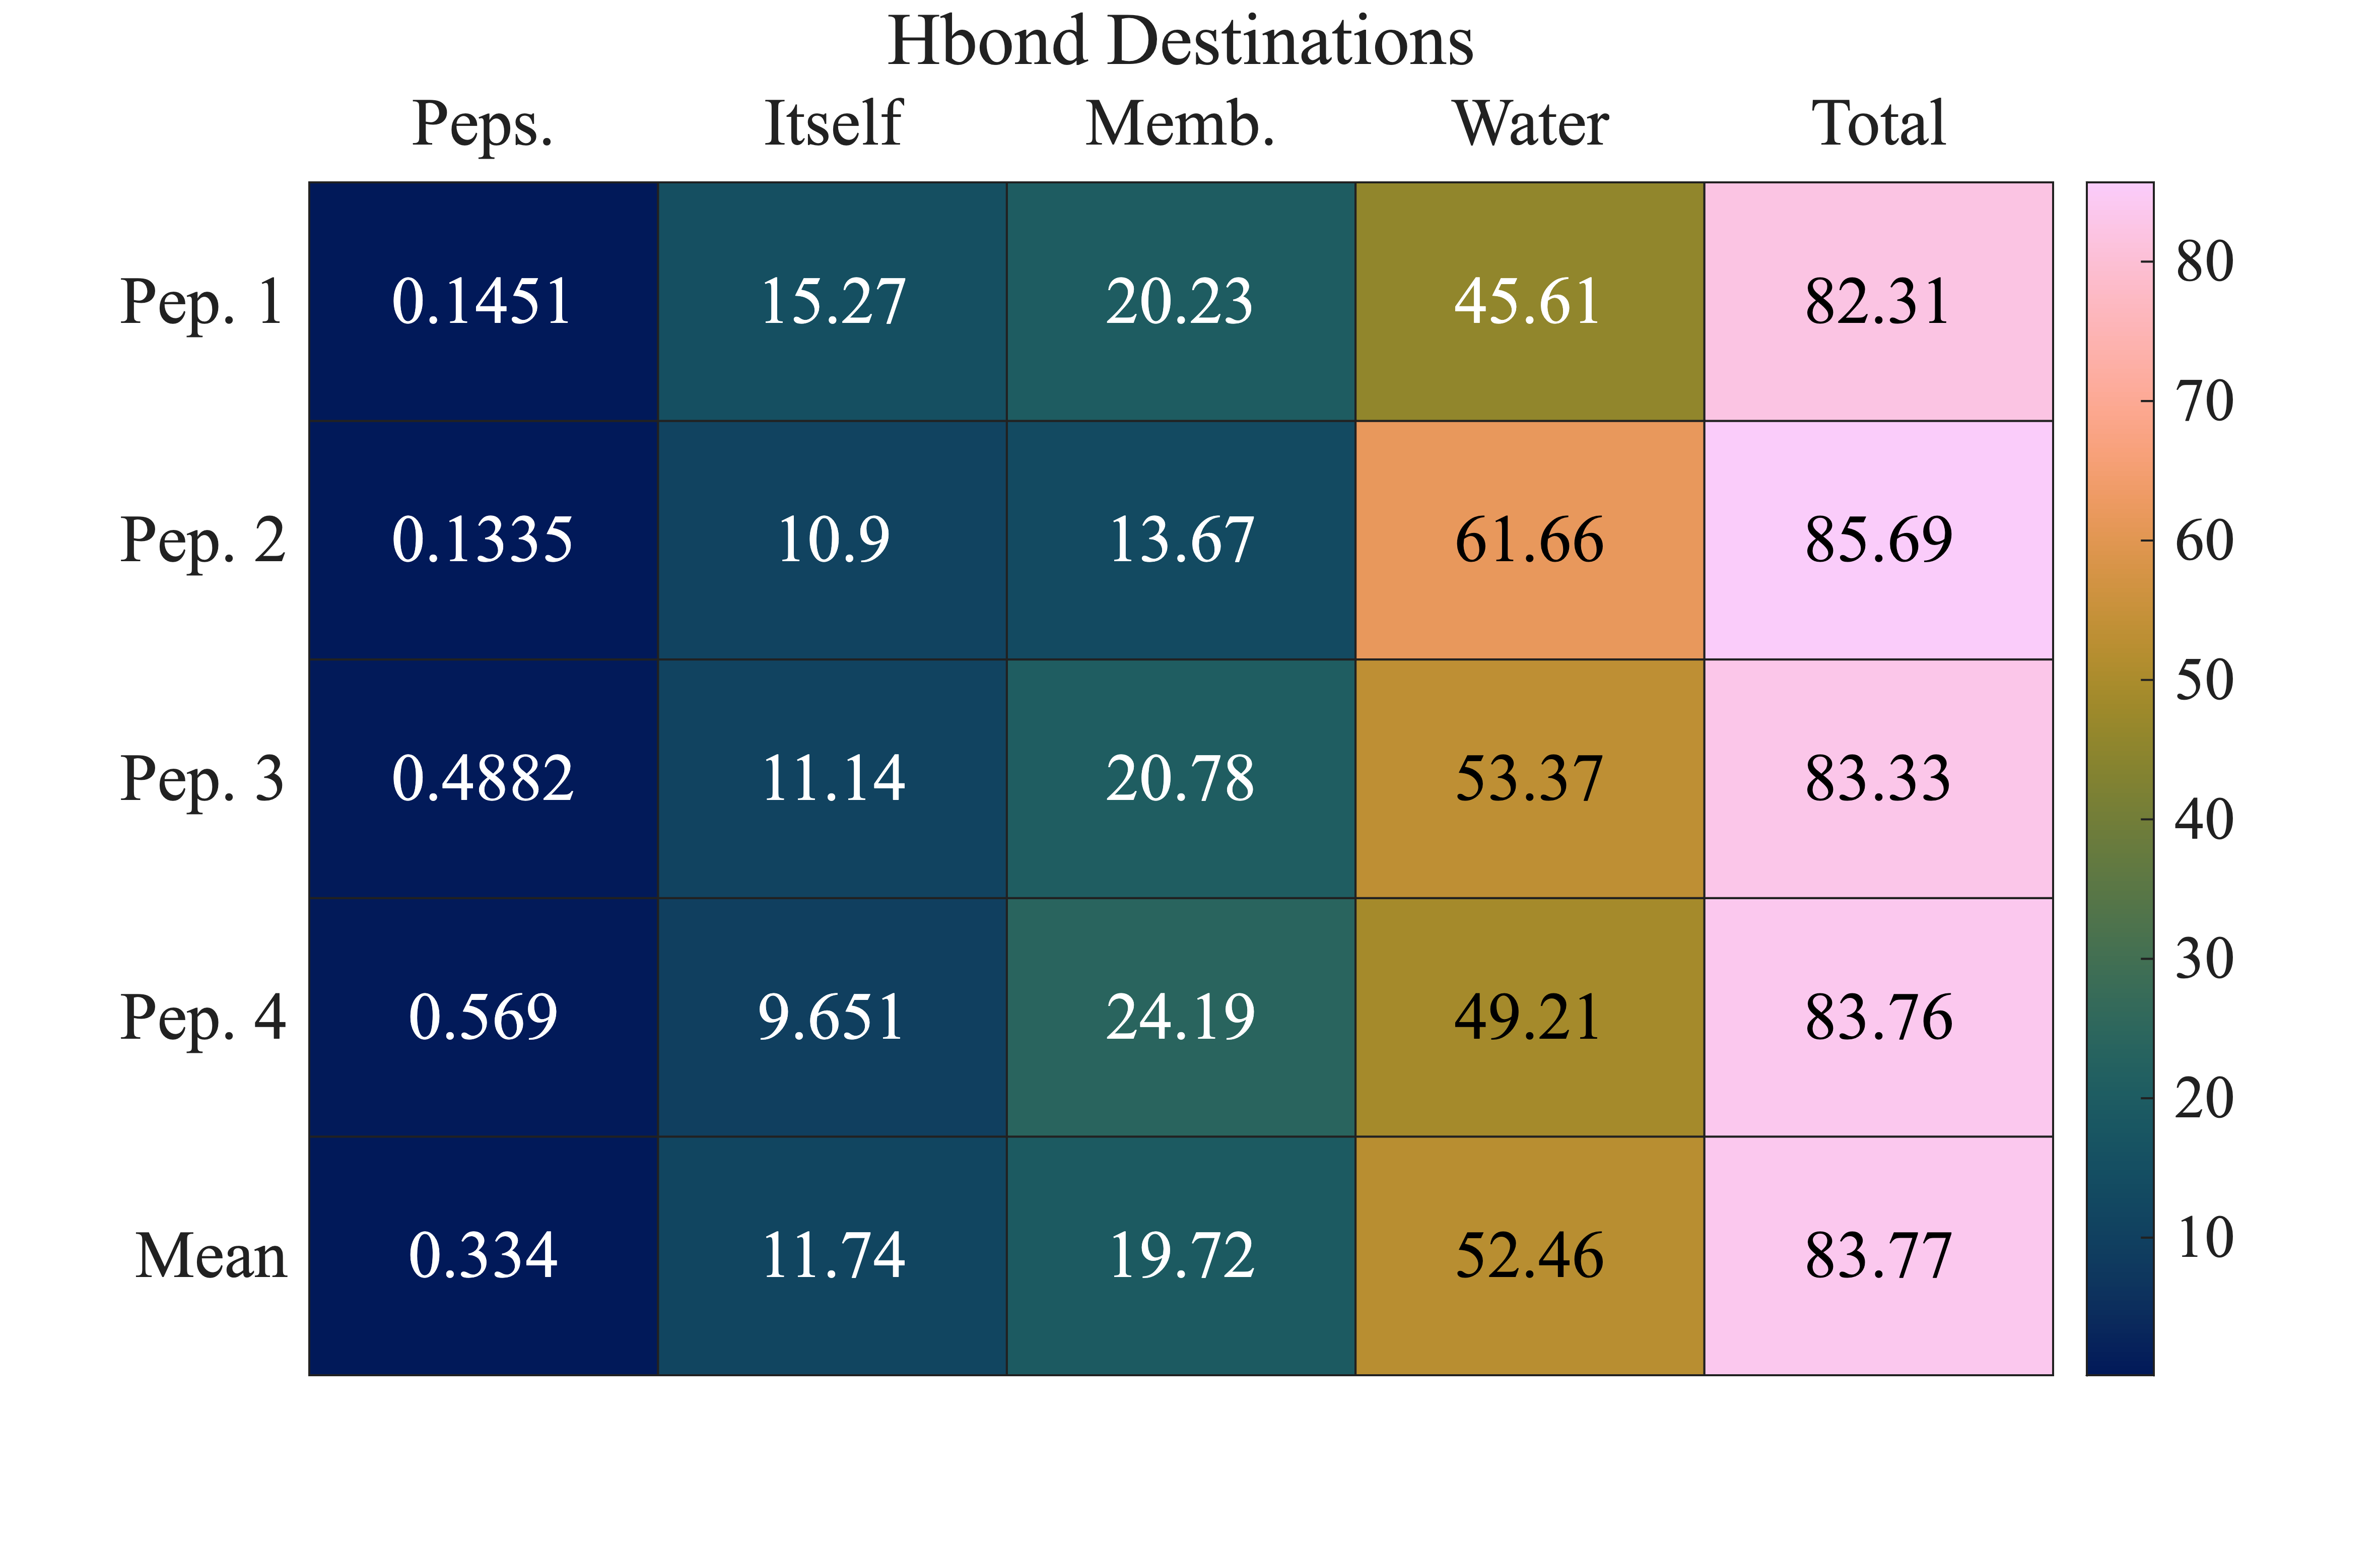 Hbond Destinations
Peps. Itself Memb. Water Total
Pep. 1 0.1451 15.27 20.23 45.61 82.31
Pep. 2 0.1335 10.9 13.67 61.66 85.69
Pep. 3 0.4882 11.14 20.78 53.37 83.33
Pep. 4 0.569 9.651 24.19 49.21 83.76
Mean 0.334 11.74 19.72 52.46 83.77
80
70
60
50
40
30
20
10